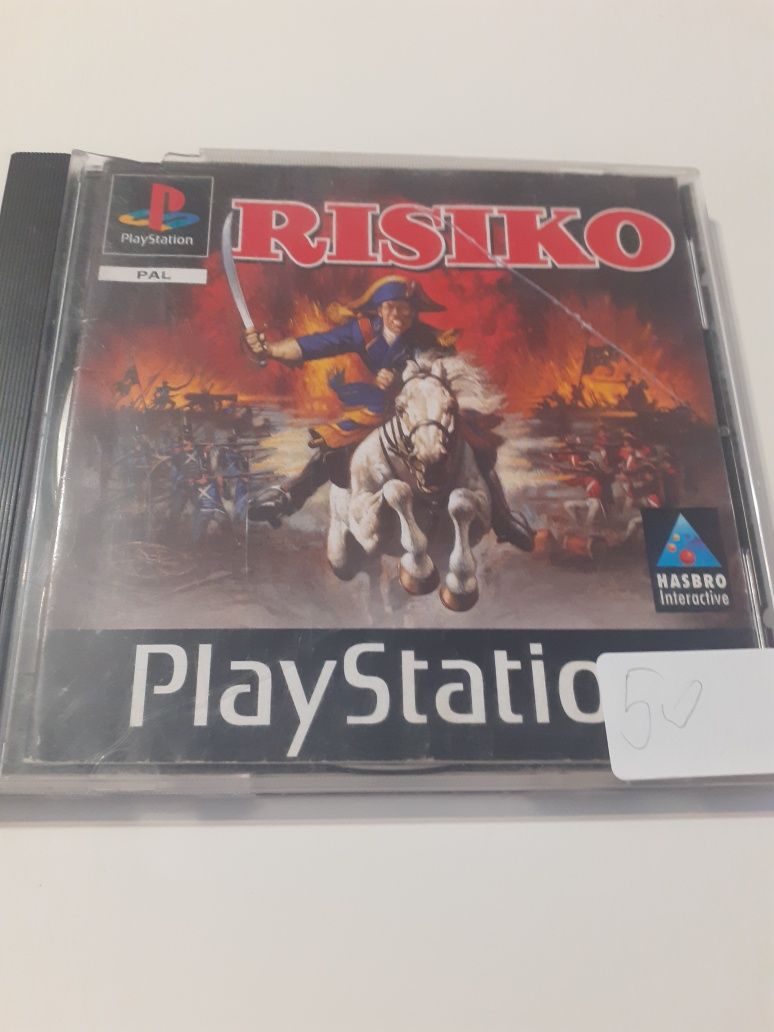 PlayStation
PAL
RISIKO
HASBRO
Interactive
PlayStatio
50